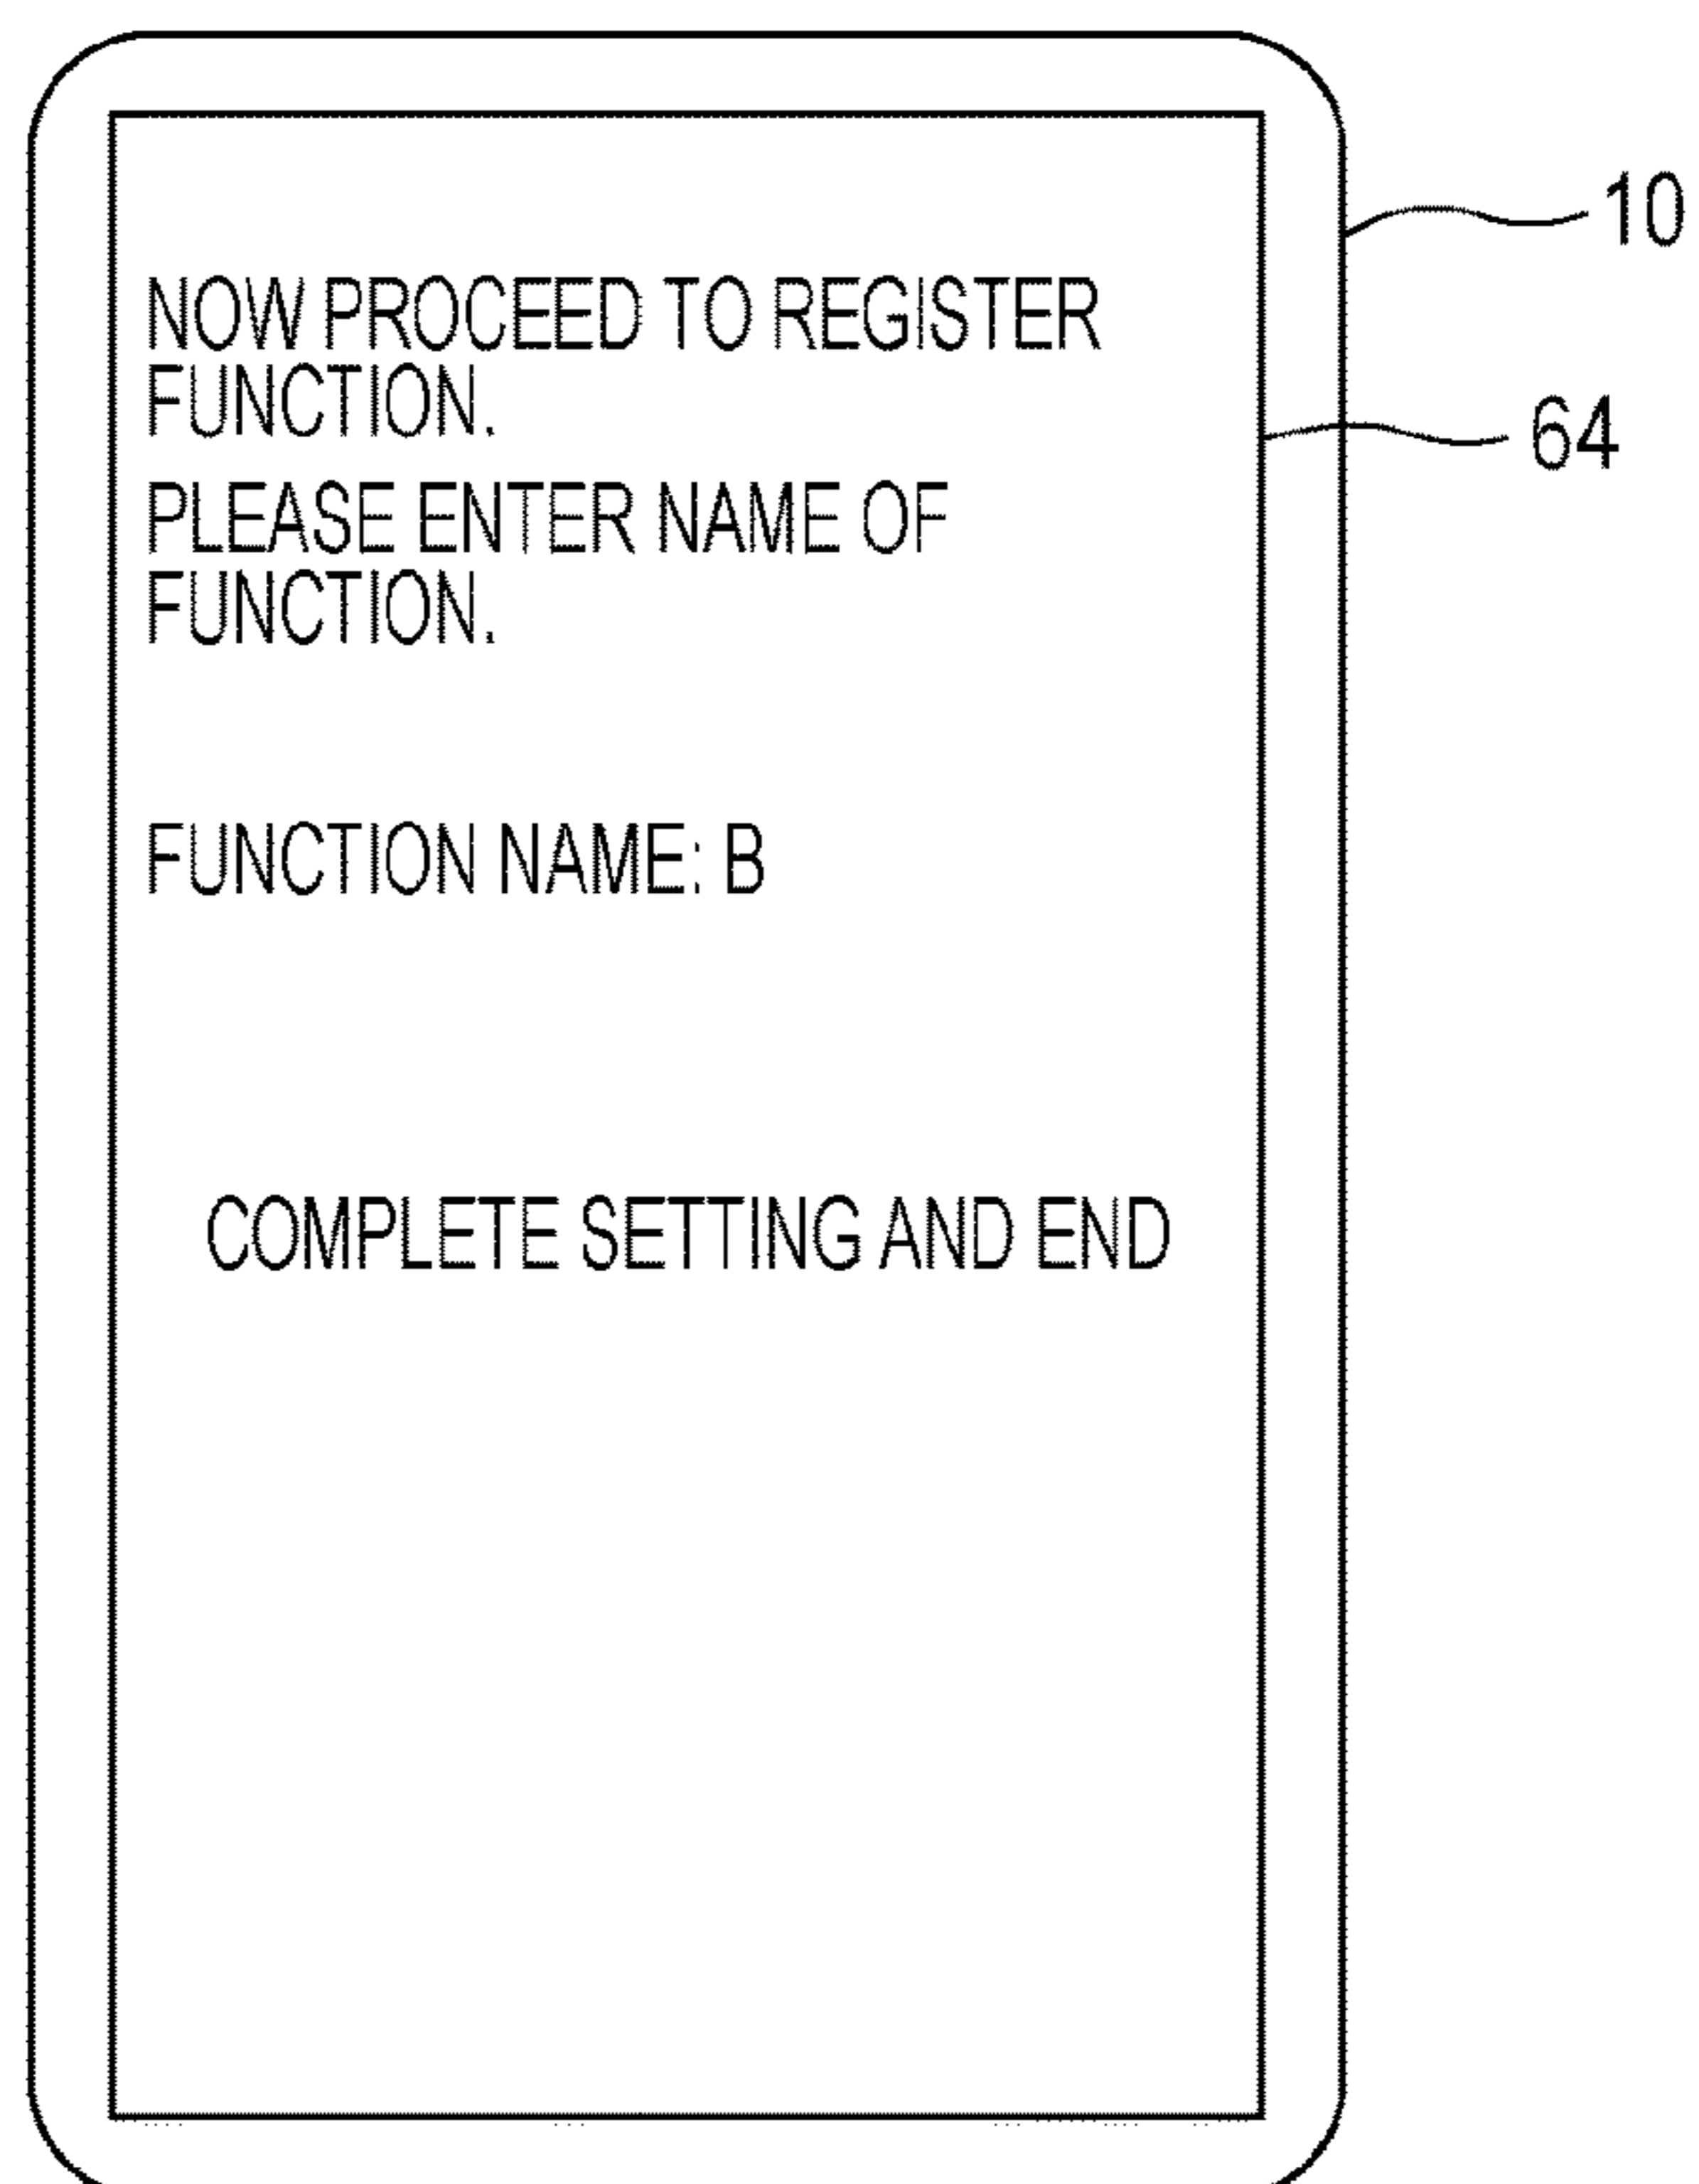 10
NOW PROCEED TO REGISTER
FUNCTION.
64
PLEASE ENTER NAME OF
FUNCTION.
FUNCTION NAME: B
COMPLETE SETTING AND END